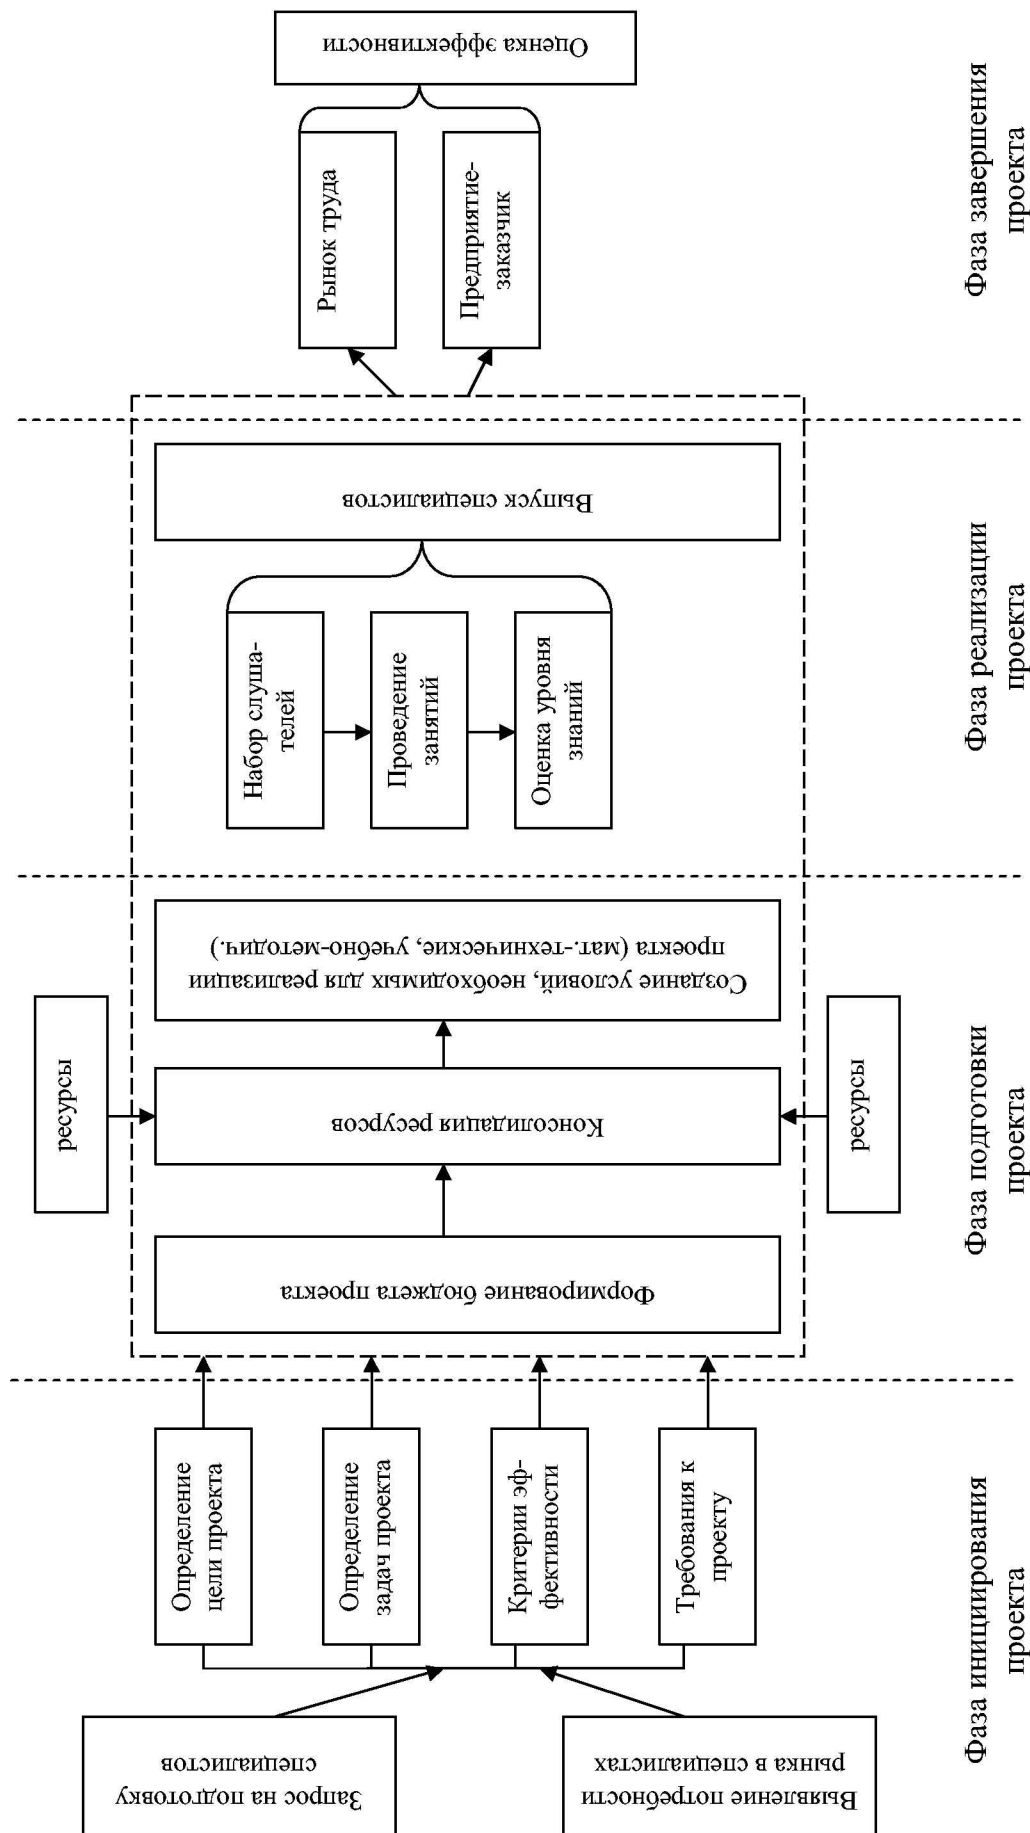 Запрос на подготовку
специалистов
Выявление потребности
рынка в специалистах
Определение
цели проекта
Определение
задач проекта
Критерии эф-
фективности
Требования к
проекту
Фаза инициирования
проекта
Формирование бюджета проекта
ресурсы
Консолидация ресурсов
ресурсы
Создание условий, необходимых для реализации
проекта (мат.-технические, учебно-методич.)
Фаза подготовки
проекта
Набор слуша-
телей
Проведение
занятий
Оценка уровня
знаний
Выпуск специалистов
Фаза реализации
проекта
Рынок труда
Предприятие-
заказчик
Оценка эффективности
Фаза завершения
проекта